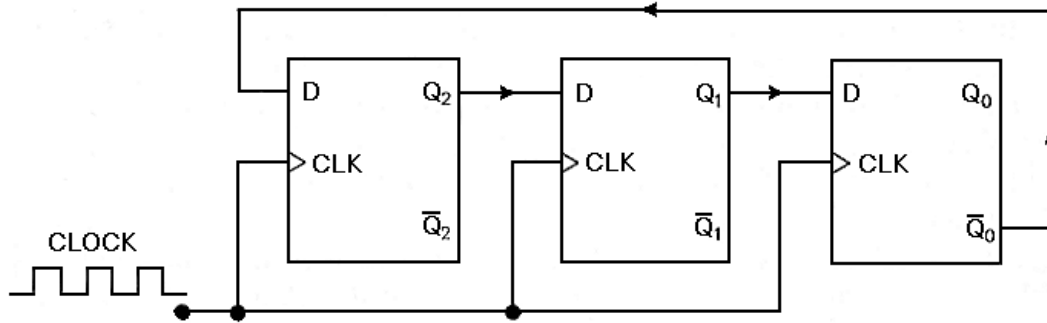 D Q₂ D Q₁ D Q₀
CLK CLK CLK
Q̅₂ Q̅₁ Q̅₀
CLOCK